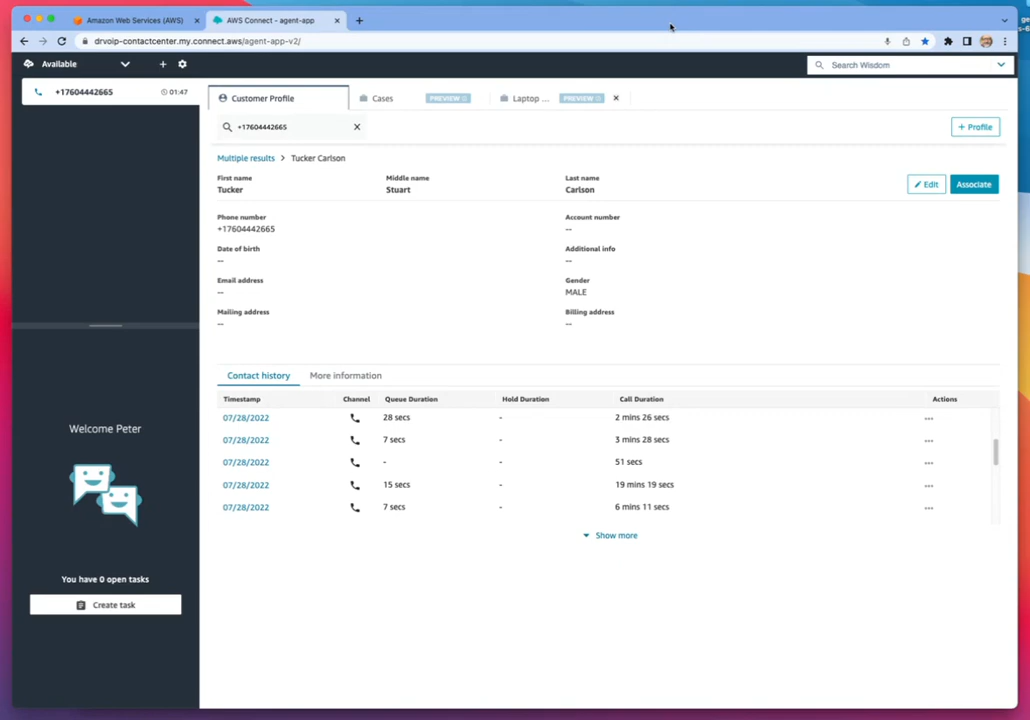 Amazon Web Services (AWS)
AWS Connect - agent-app
drvoip-contactcenter.my.connect.aws/agent-app-v2/
Available
Search Wisdom
+17604442665
01:47
Customer Profile
Cases
PREVIEW
Laptop ...
PREVIEW
+17604442665
+ Profile
Multiple results > Tucker Carlson
First name
Middle name
Last name
Tucker
Stuart
Carlson
Edit
Associate
Phone number
Account number
+17604442665
--
Date of birth
Additional info
--
--
Email address
Gender
--
MALE
Mailing address
Billing address
--
--
Contact history
More information
Timestamp Channel Queue Duration Hold Duration Call Duration Actions
07/28/2022 28 secs - 2 mins 26 secs ...
07/28/2022 7 secs - 3 mins 28 secs ...
07/28/2022 - - 51 secs ...
07/28/2022 15 secs - 19 mins 19 secs ...
07/28/2022 7 secs - 6 mins 11 secs ...
Show more
Welcome Peter
You have 0 open tasks
Create task